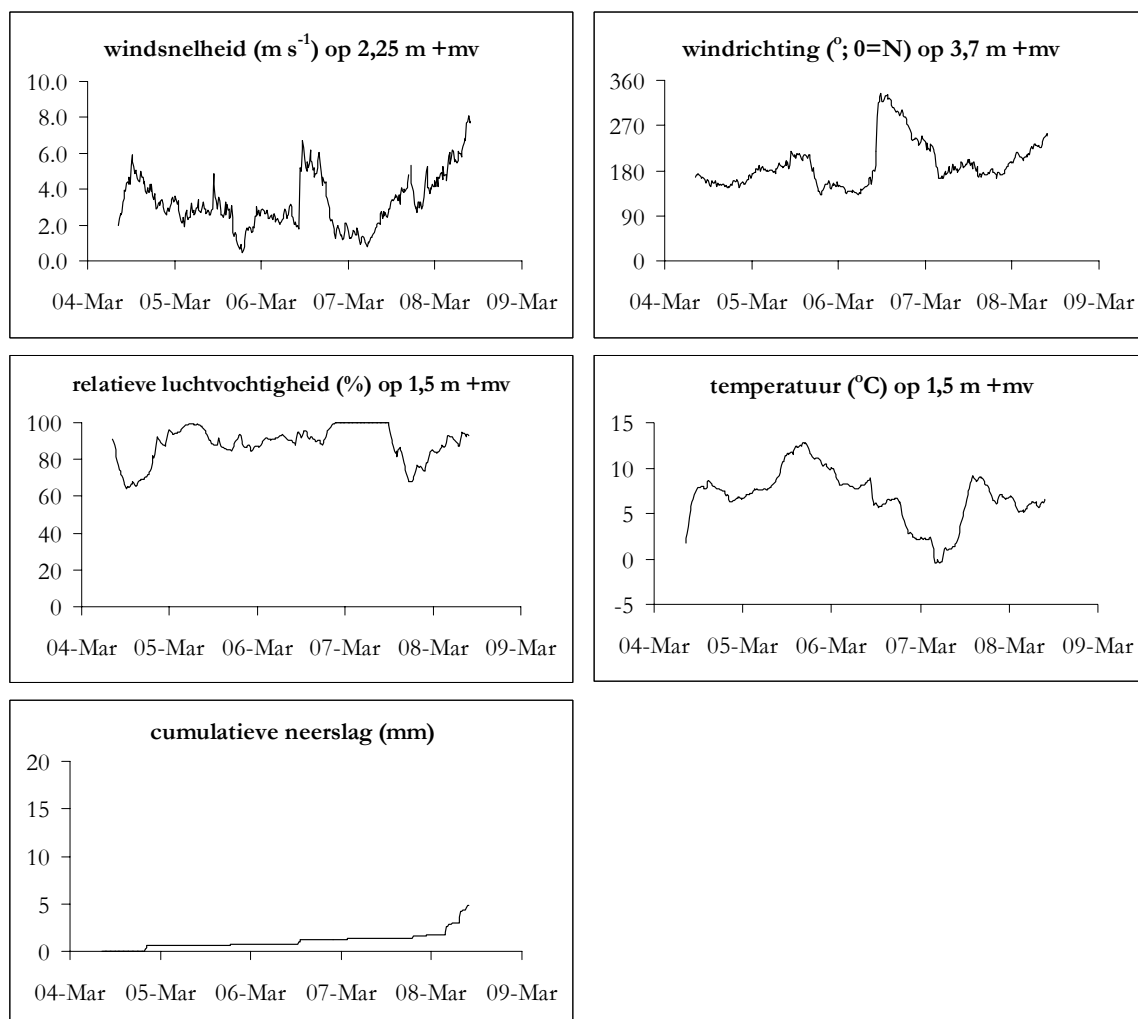 windsnelheid (m s⁻¹) op 2,25 m +mv
10.0
8.0
6.0
4.0
2.0
0.0
04-Mar 05-Mar 06-Mar 07-Mar 08-Mar 09-Mar
windrichting (°; 0=N) op 3,7 m +mv
360
270
180
90
0
04-Mar 05-Mar 06-Mar 07-Mar 08-Mar 09-Mar
relatieve luchtvochtigheid (%) op 1,5 m +mv
100
80
60
40
20
0
04-Mar 05-Mar 06-Mar 07-Mar 08-Mar 09-Mar
temperatuur (°C) op 1,5 m +mv
15
10
5
0
-5
04-Mar 05-Mar 06-Mar 07-Mar 08-Mar 09-Mar
cumulatieve neerslag (mm)
20
15
10
5
0
04-Mar 05-Mar 06-Mar 07-Mar 08-Mar 09-Mar